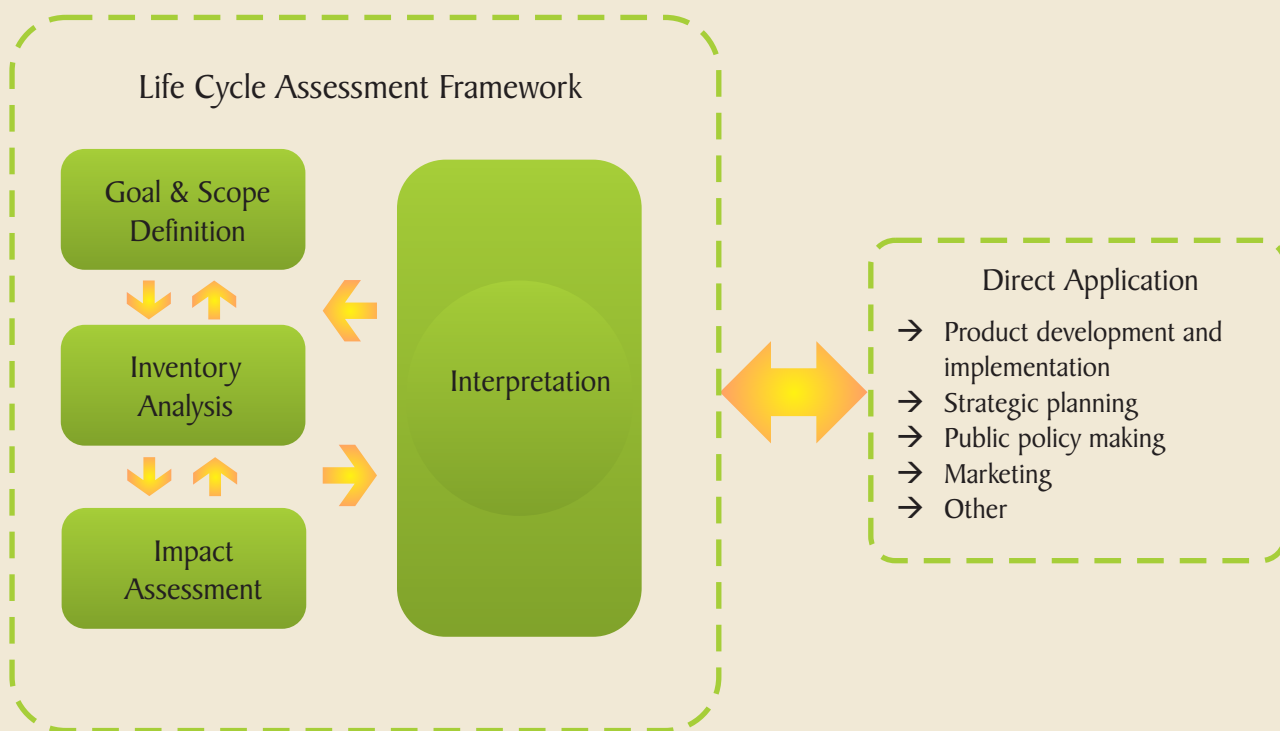 Life Cycle Assessment Framework
Goal & Scope
Definition
Inventory
Analysis
Impact
Assessment
Interpretation
Direct Application
→ Product development and
implementation
→ Strategic planning
→ Public policy making
→ Marketing
→ Other